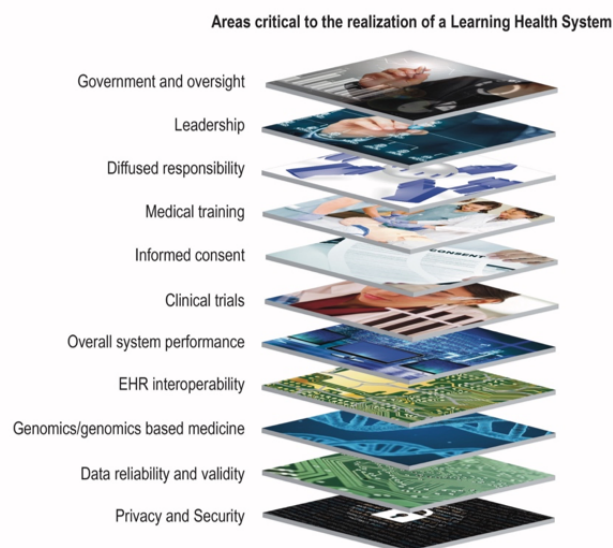 Areas critical to the realization of a Learning Health System
Government and oversight
Leadership
Diffused responsibility
Medical training
Informed consent
CONSENT
Clinical trials
Overall system performance
EHR interoperability
Genomics/genomics based medicine
Data reliability and validity
Privacy and Security